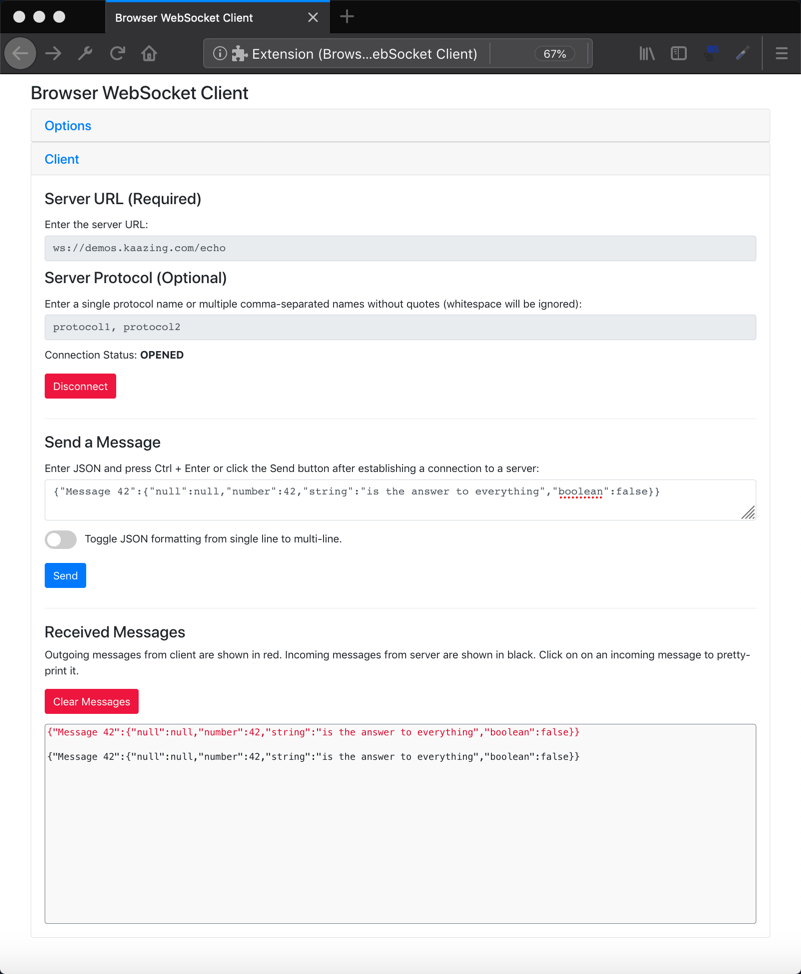 Browser WebSocket Client
Extension (Brows...ebSocket Client)
67%
Browser WebSocket Client
Options
Client
Server URL (Required)
Enter the server URL:
ws://demos.kaazing.com/echo
Server Protocol (Optional)
Enter a single protocol name or multiple comma-separated names without quotes (whitespace will be ignored):
protocol1, protocol2
Connection Status: OPENED
Disconnect
Send a Message
Enter JSON and press Ctrl + Enter or click the Send button after establishing a connection to a server:
{"Message 42":{"null":null,"number":42,"string":"is the answer to everything","boolean":false}}
Toggle JSON formatting from single line to multi-line.
Send
Received Messages
Outgoing messages from client are shown in red. Incoming messages from server are shown in black. Click on on an incoming message to pretty-
print it.
Clear Messages
{"Message 42":{"null":null,"number":42,"string":"is the answer to everything","boolean":false}}
{"Message 42":{"null":null,"number":42,"string":"is the answer to everything","boolean":false}}